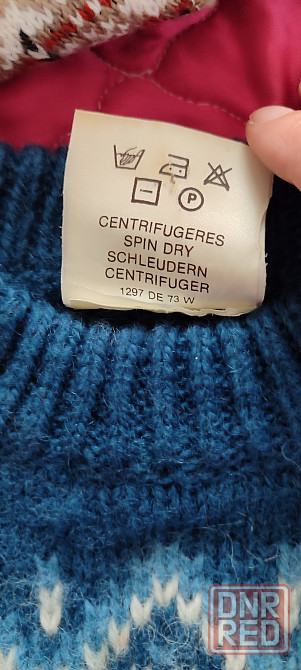 P
CENTRIFUGERES
SPIN DRY
SCHLEUDERN
CENTRIFUGER
1297 DE 73 W
DNR
RED